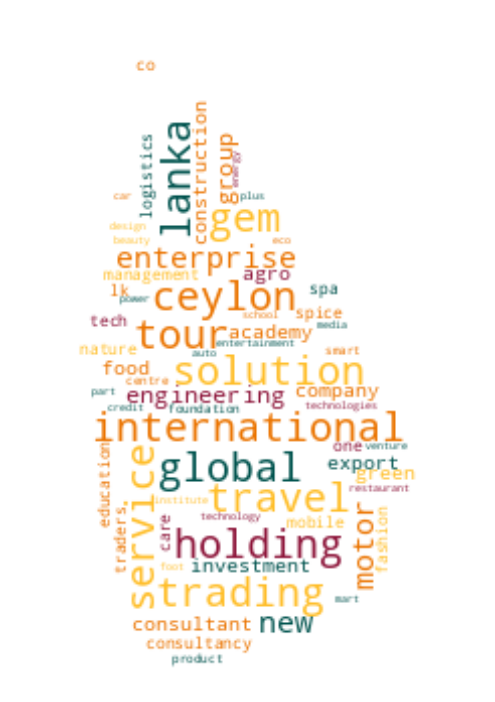 co
logistics
lanka
construction
group
energy
car
plus
gem
design
beauty
eco
enterprise
management
agro
lk
power
ceylon
spa
tech
school
spice
media
tour
academy
nature
entertainment
auto
smart
food
centre
solution
part
engineering
company
credit
foundation
technologies
international
one
venture
education
service
global
export
green
restaurant
institute
travel
traders
care
technology
mobile
motor
fashion
holding
foot
investment
trading
mart
consultant
new
consultancy
product